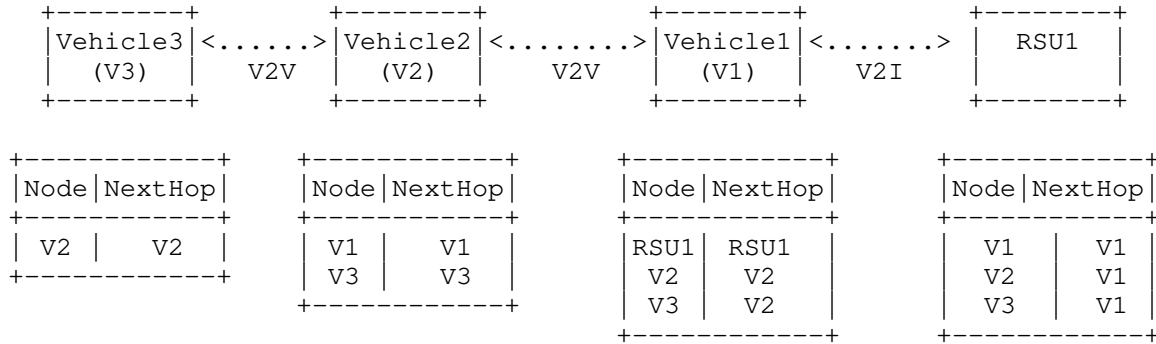 +--------+ +--------+ +--------+ +--------+
|Vehicle3|<......>|Vehicle2|<........>|Vehicle1|<.......> | RSU1 |
| (V3) | V2V | (V2) | V2V | (V1) | V2I | |
+--------+ +--------+ +--------+ +--------+
+------------+ +------------+ +------------+ +------------+
|Node|NextHop| |Node|NextHop| |Node|NextHop| |Node|NextHop|
+------------+ +------------+ +------------+ +------------+
| V2 | V2 | | V1 | V1 | |RSU1| RSU1 | | V1 | V1 |
+------------+ | V3 | V3 | | V2 | V2 | | V2 | V1 |
+------------+ | V3 | V2 | | V3 | V1 |
+------------+ +------------+